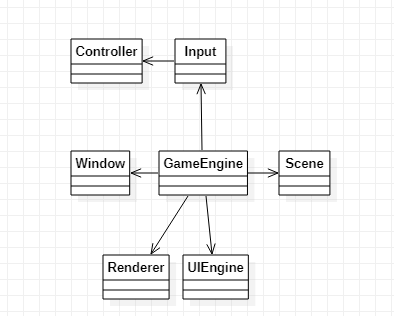 Controller
Input
Window
GameEngine
Scene
Renderer
UIEngine